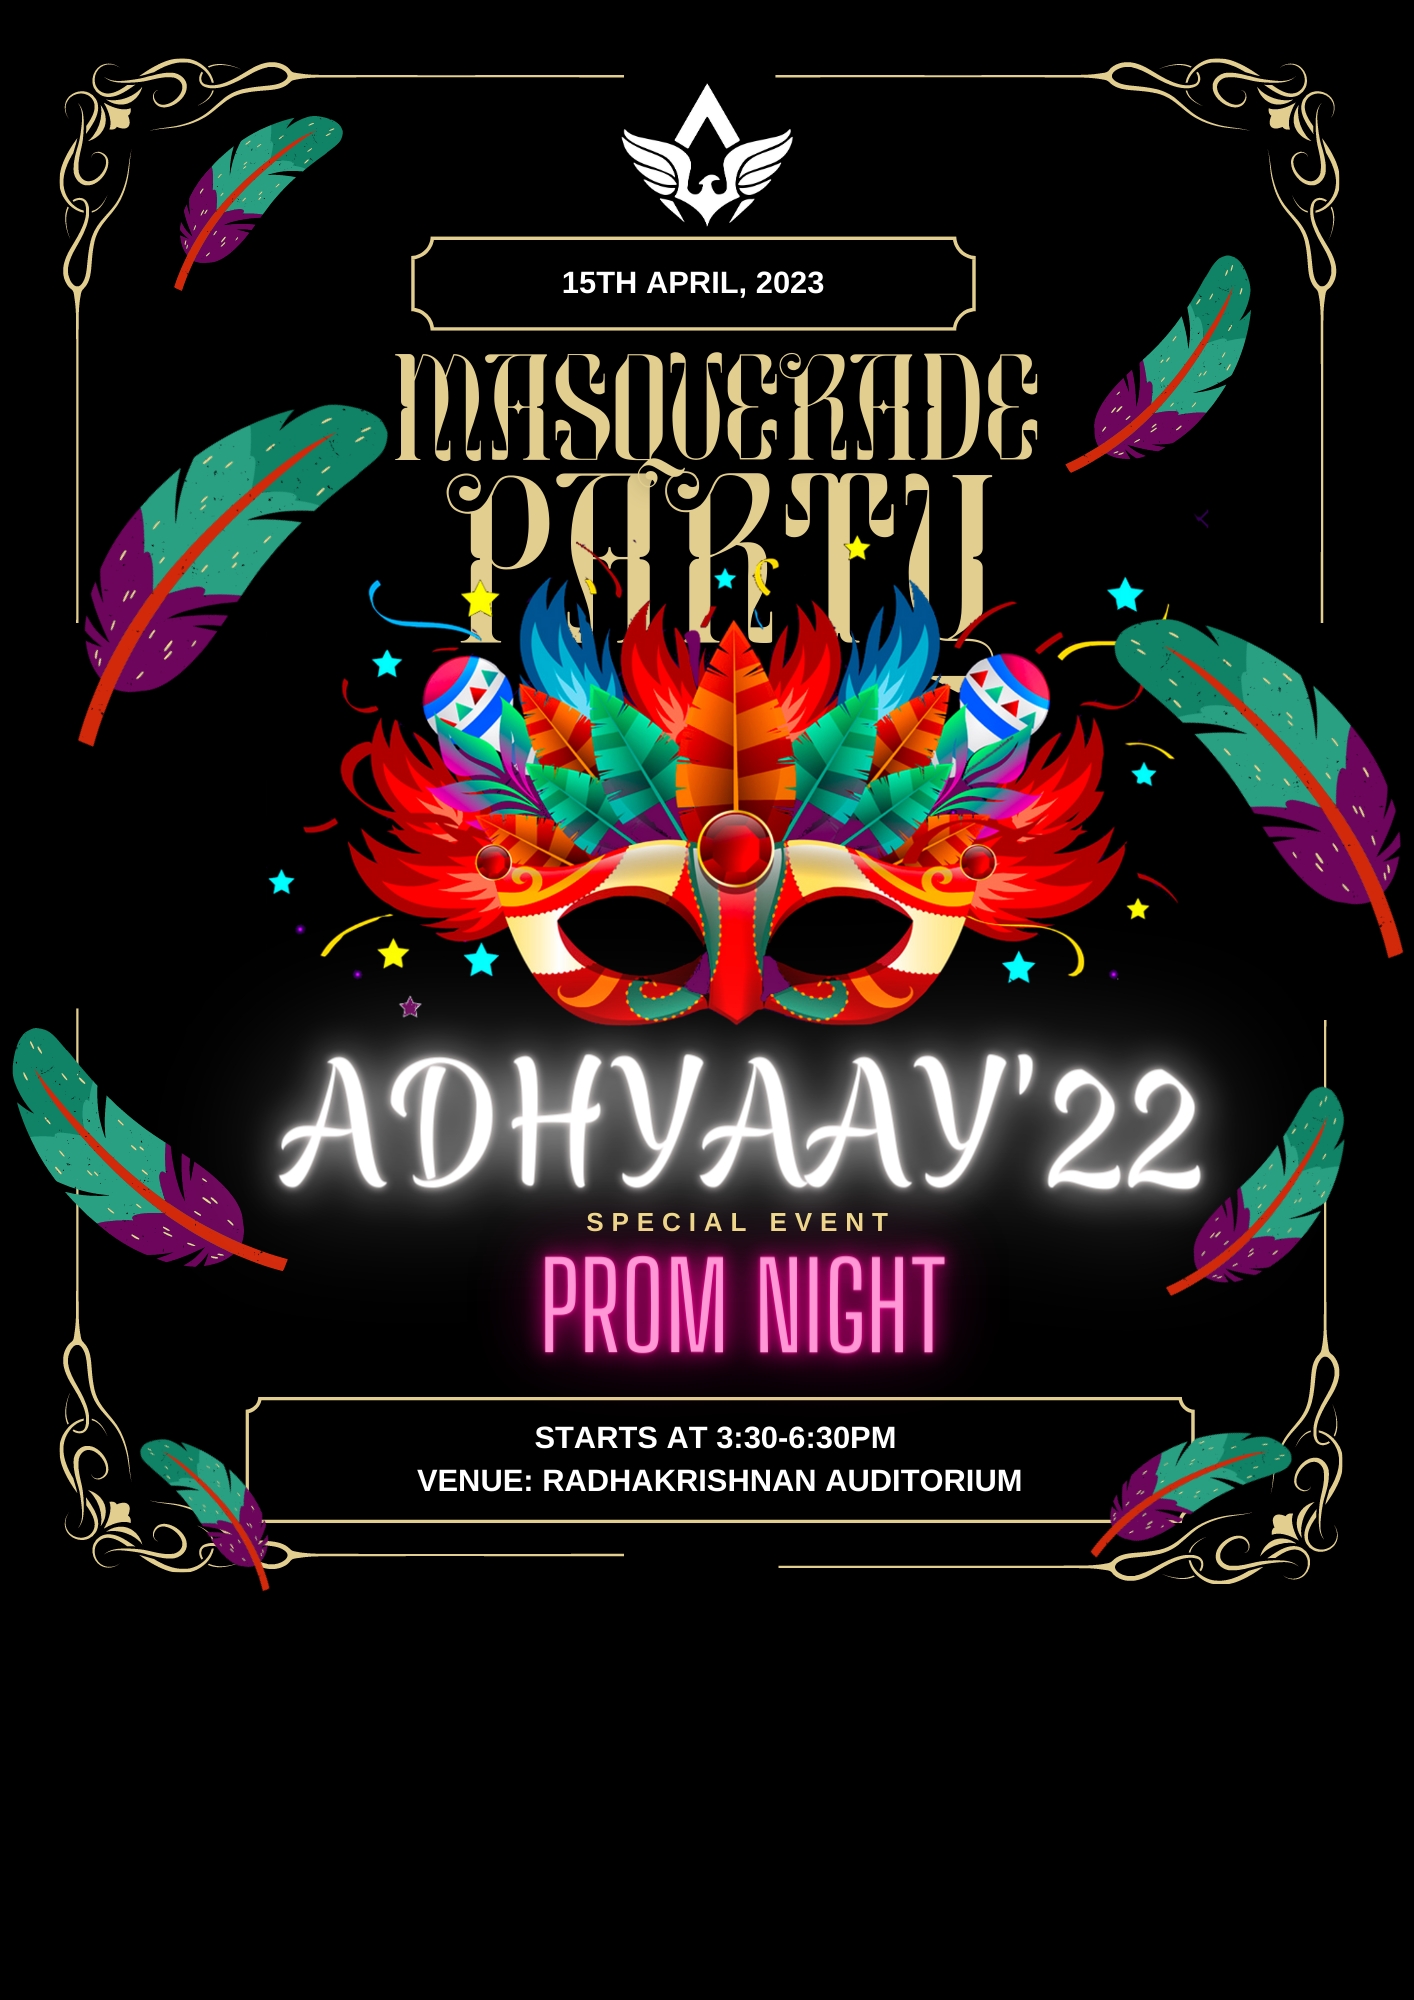 15TH APRIL, 2023
MASQUERADE
PARTY
ADHYAAY'22
SPECIAL EVENT
PROM NIGHT
STARTS AT 3:30-6:30PM
VENUE: RADHAKRISHNAN AUDITORIUM